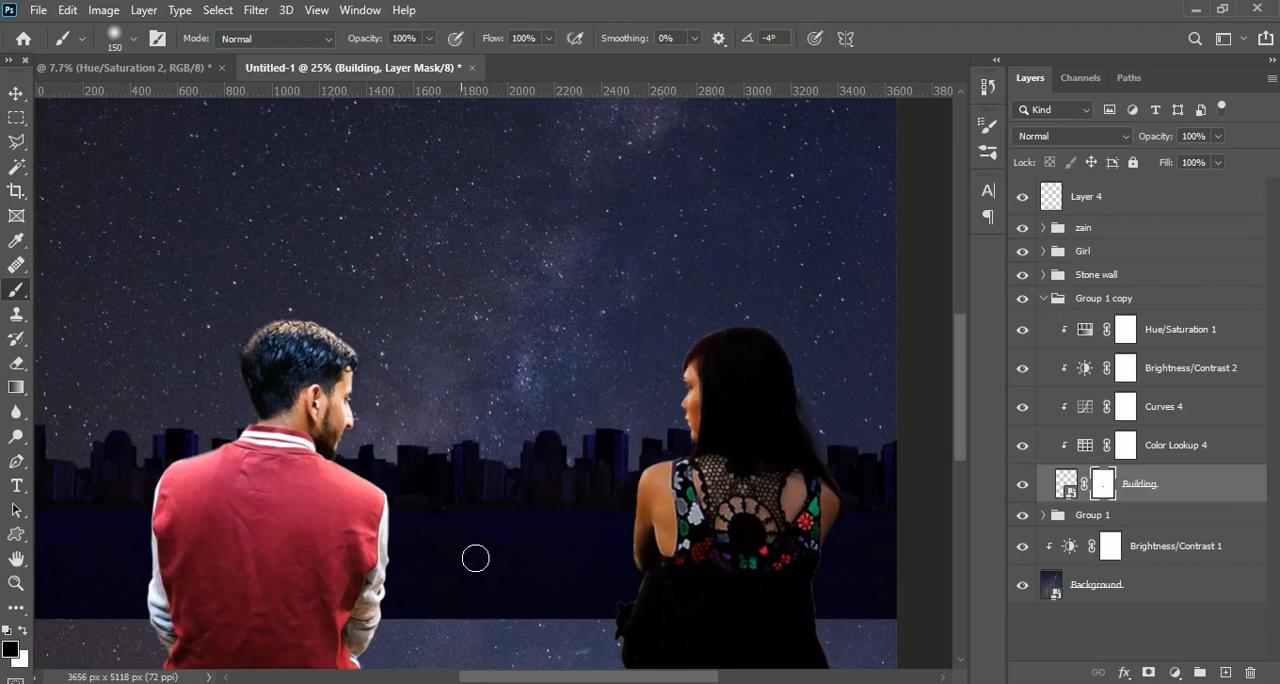 Ps File Edit Image Layer Type Select Filter 3D View Window Help
150 Mode: Normal Opacity: 100% Flow: 100% Smoothing: 0% -4°
@ 7.7% (Hue/Saturation 2, RGB/8) * × Untitled-1 @ 25% (Building, Layer Mask/8) * ×
0 200 400 600 800 1000 1200 1400 1600 1800 2000 2200 2400 2600 2800 3000 3200 3400 3600 380
Layers Channels Paths
Kind
Normal Opacity: 100%
Lock: Fill: 100%
Layer 4
zain
Girl
Stone wall
Group 1 copy
Hue/Saturation 1
Brightness/Contrast 2
Curves 4
Color Lookup 4
Building
Group 1
Brightness/Contrast 1
Background
3656 px x 5118 px (72 ppi)